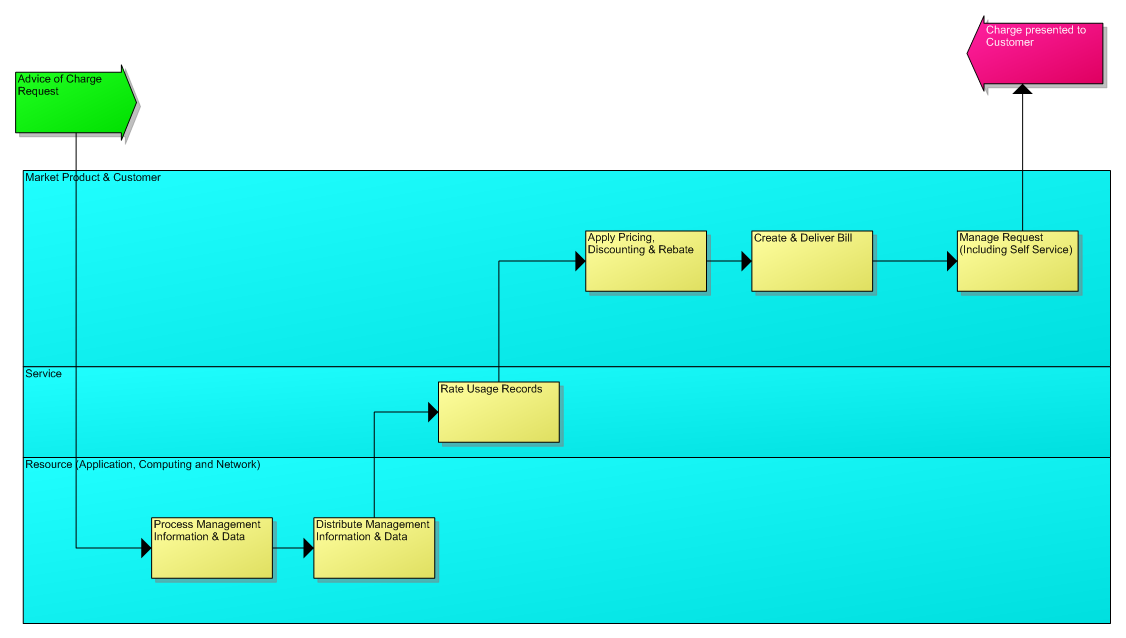 Charge presented to
Customer
Advice of Charge
Request
Market Product & Customer
Apply Pricing,
Discounting & Rebate
Create & Deliver Bill
Manage Request
(Including Self Service)
Service
Rate Usage Records
Resource (Application, Computing and Network)
Process Management
Information & Data
Distribute Management
Information & Data